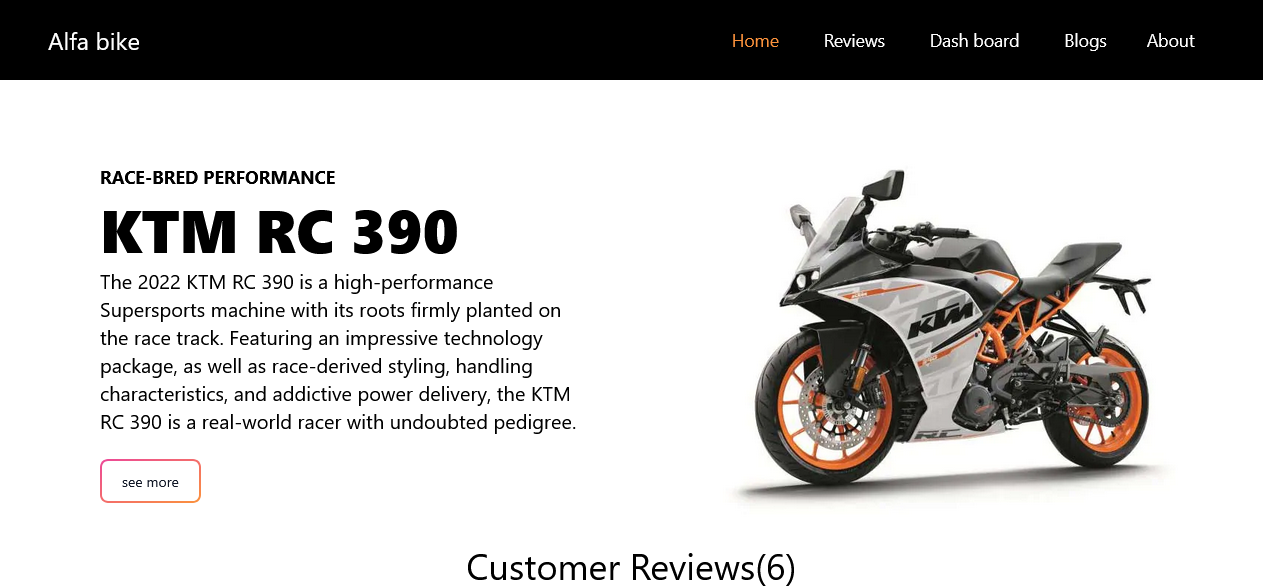 Alfa bike
Home Reviews Dash board Blogs About
RACE-BRED PERFORMANCE
KTM RC 390
The 2022 KTM RC 390 is a high-performance
Supersports machine with its roots firmly planted on
the race track. Featuring an impressive technology
package, as well as race-derived styling, handling
characteristics, and addictive power delivery, the KTM
RC 390 is a real-world racer with undoubted pedigree.
see more
KTM
RC
Customer Reviews(6)